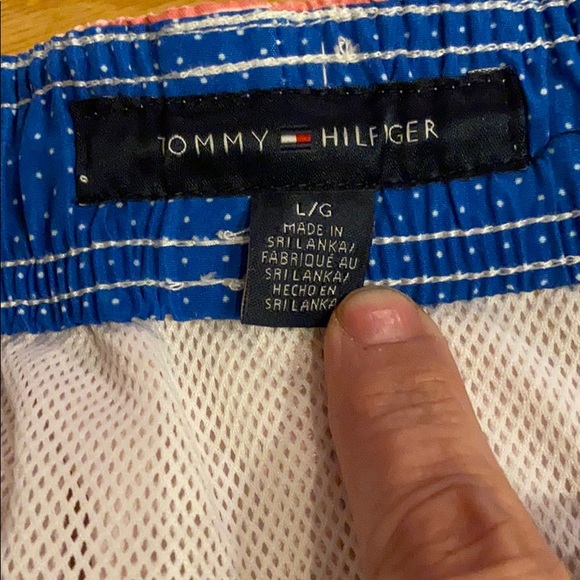 TOMMY HILFIGER
L/G
MADE IN
SRI LANKA/
FABRIQUÉ AU
SRI LANKA/
HECHO EN
SRI LANKA